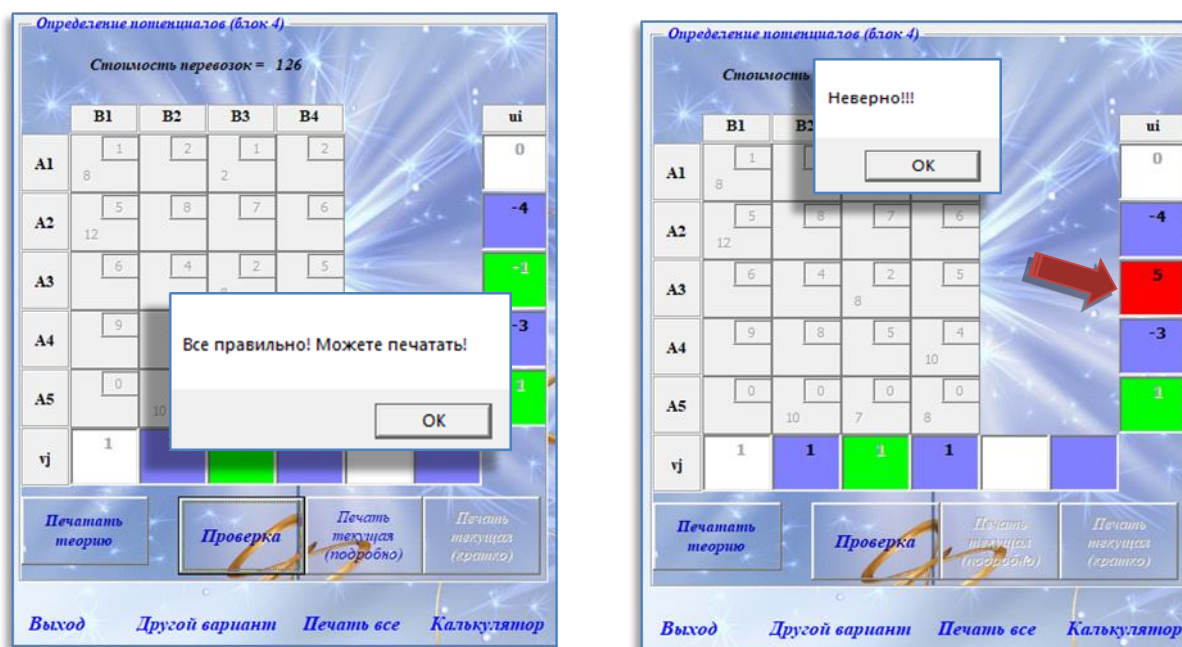 Определение потенциалов (блок 4)
Стоимость перевозок = 126
B1 B2 B3 B4 ui
A1 1 2 1 2 0
8 2
A2 5 8 7 6 -4
12
A3 6 4 2 5 -1
A4 9 -3
Все правильно! Можете печатать!
A5 0 1
10
OK
vj 1
Печатать теорию
Проверка
Печать текущая (подробно)
Печать текущая (кратко)
Выход Другой вариант Печать все Калькулятор
Определение потенциалов (блок 4)
Стоимость
Неверно!!!
OK
B1 ui
A1 1 0
8
A2 5 8 7 6 -4
12
A3 6 4 2 5 5
8
A4 9 8 5 4 -3
10
A5 0 0 0 0 1
10 7 8
vj 1 1 1 1
Печатать теорию
Проверка
Печать текущая (подробно)
Печать текущая (кратко)
Выход Другой вариант Печать все Калькулятор